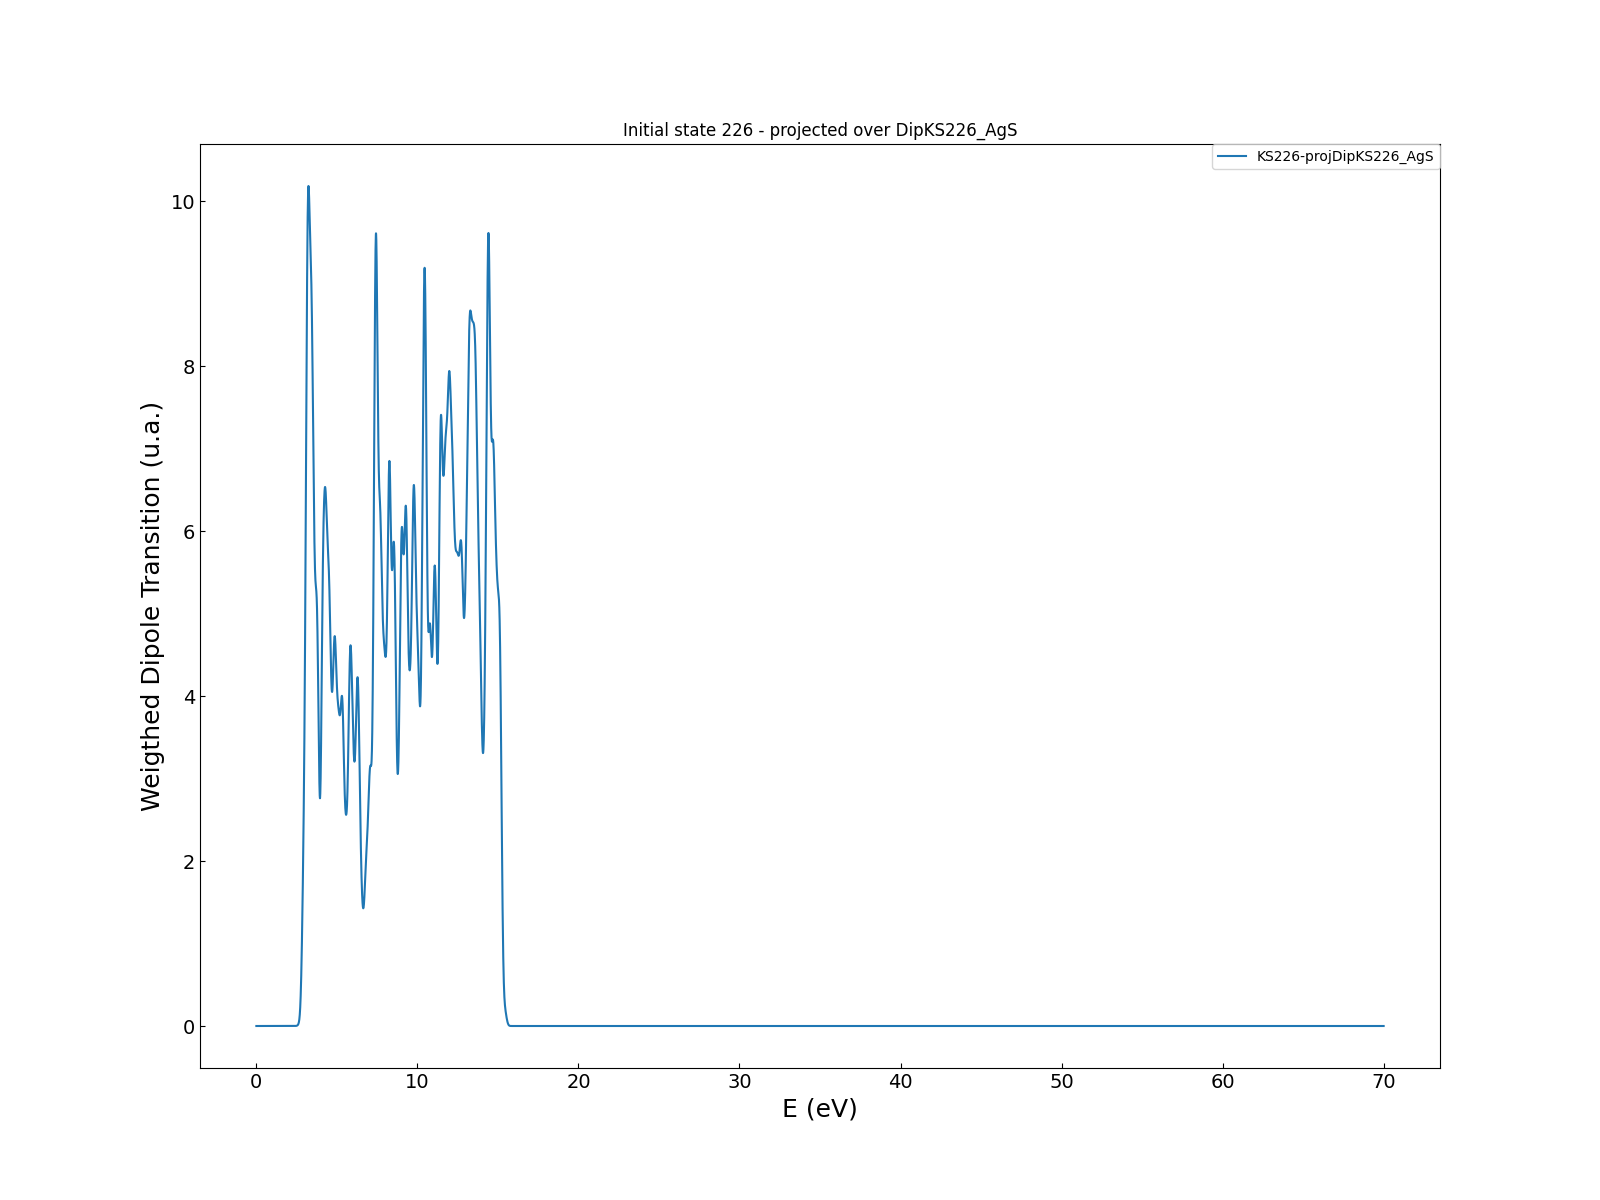 Initial state 226 - projected over DipKS226_AgS
KS226-projDipKS226_AgS
Weigthed Dipole Transition (u.a.)
10
8
6
4
2
0
0 10 20 30 40 50 60 70
E (eV)